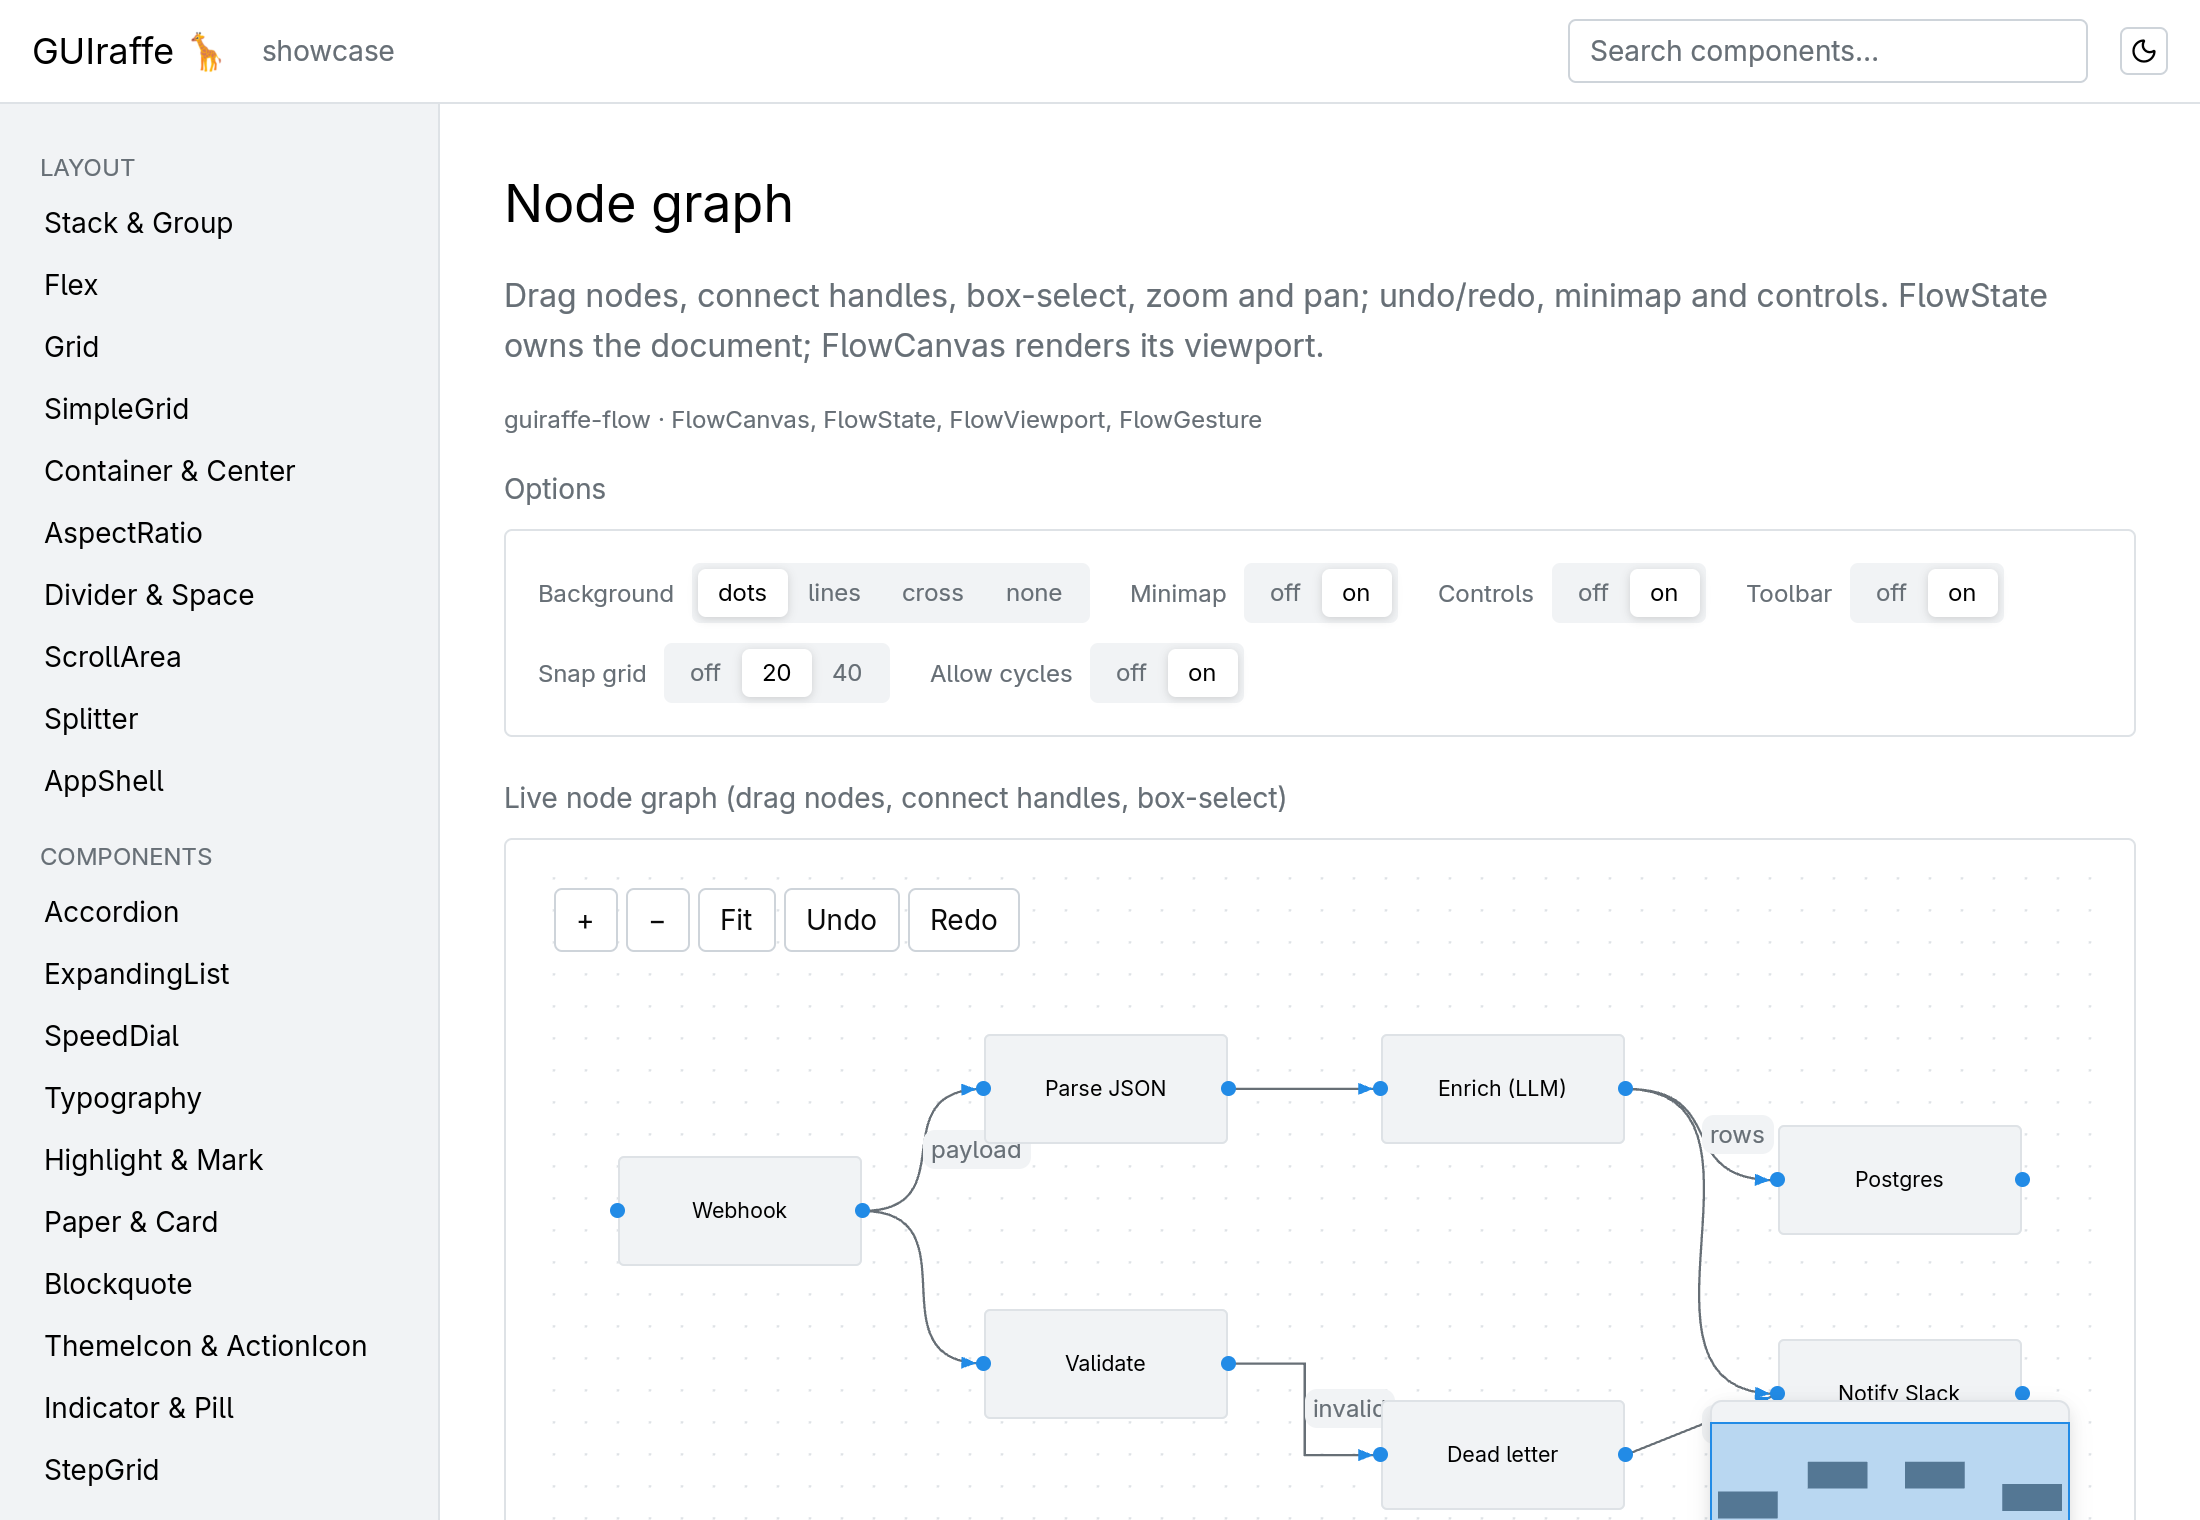 GUIraffe 🦒 showcase
Search components...
LAYOUT
Stack & Group
Flex
Grid
SimpleGrid
Container & Center
AspectRatio
Divider & Space
ScrollArea
Splitter
AppShell
COMPONENTS
Accordion
ExpandingList
SpeedDial
Typography
Highlight & Mark
Paper & Card
Blockquote
ThemeIcon & ActionIcon
Indicator & Pill
StepGrid
Node graph
Drag nodes, connect handles, box-select, zoom and pan; undo/redo, minimap and controls. FlowState
owns the document; FlowCanvas renders its viewport.
guiraffe-flow · FlowCanvas, FlowState, FlowViewport, FlowGesture
Options
Background dots lines cross none Minimap off on Controls off on Toolbar off on
Snap grid off 20 40 Allow cycles off on
Live node graph (drag nodes, connect handles, box-select)
+ − Fit Undo Redo
Parse JSON
Enrich (LLM)
rows
payload
Postgres
Webhook
Validate
Notify Slack
invalid
Dead letter